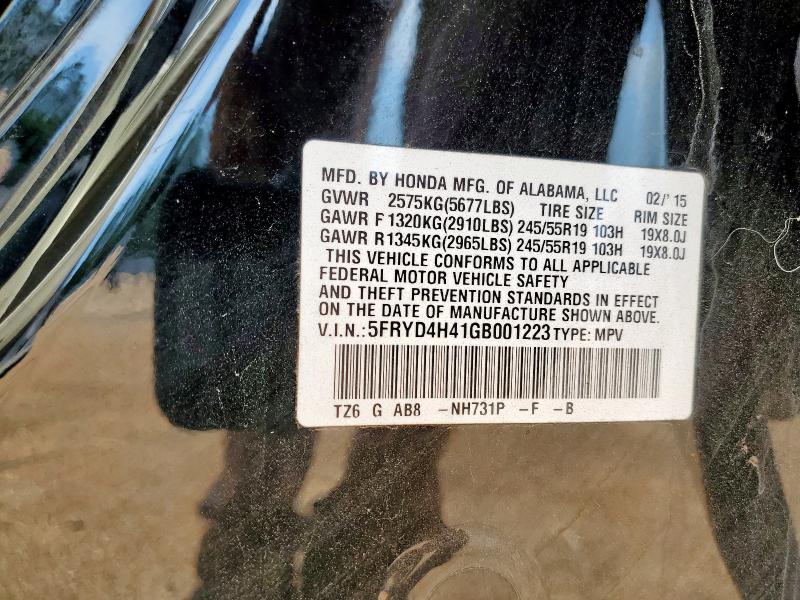 MFD. BY HONDA MFG. OF ALABAMA, LLC 02/'15
GVWR 2575KG(5677LBS) TIRE SIZE RIM SIZE
GAWR F 1320KG(2910LBS) 245/55R19 103H 19X8.0J
GAWR R 1345KG(2965LBS) 245/55R19 103H 19X8.0J
THIS VEHICLE CONFORMS TO ALL APPLICABLE
FEDERAL MOTOR VEHICLE SAFETY
AND THEFT PREVENTION STANDARDS IN EFFECT
ON THE DATE OF MANUFACTURE SHOWN ABOVE.
V.I.N.: 5FRYD4H41GB001223 TYPE: MPV
TZ6 G AB8 -NH731P -F -B